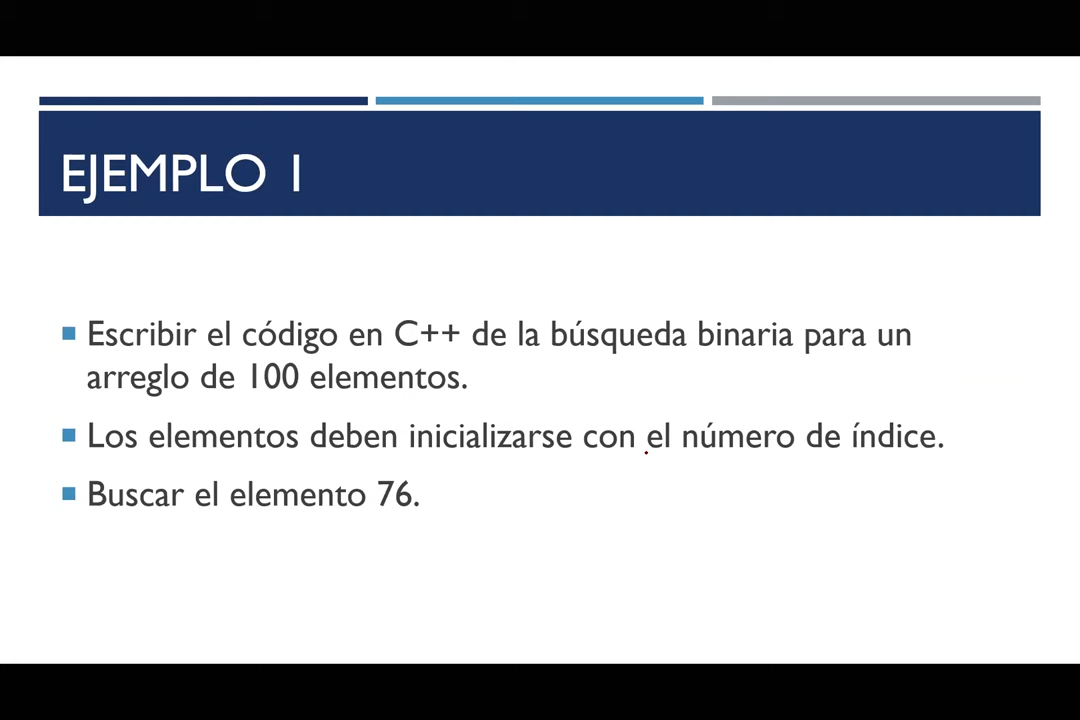 EJEMPLO 1
Escribir el código en C++ de la búsqueda binaria para un
arreglo de 100 elementos.
Los elementos deben inicializarse con el número de índice.
Buscar el elemento 76.